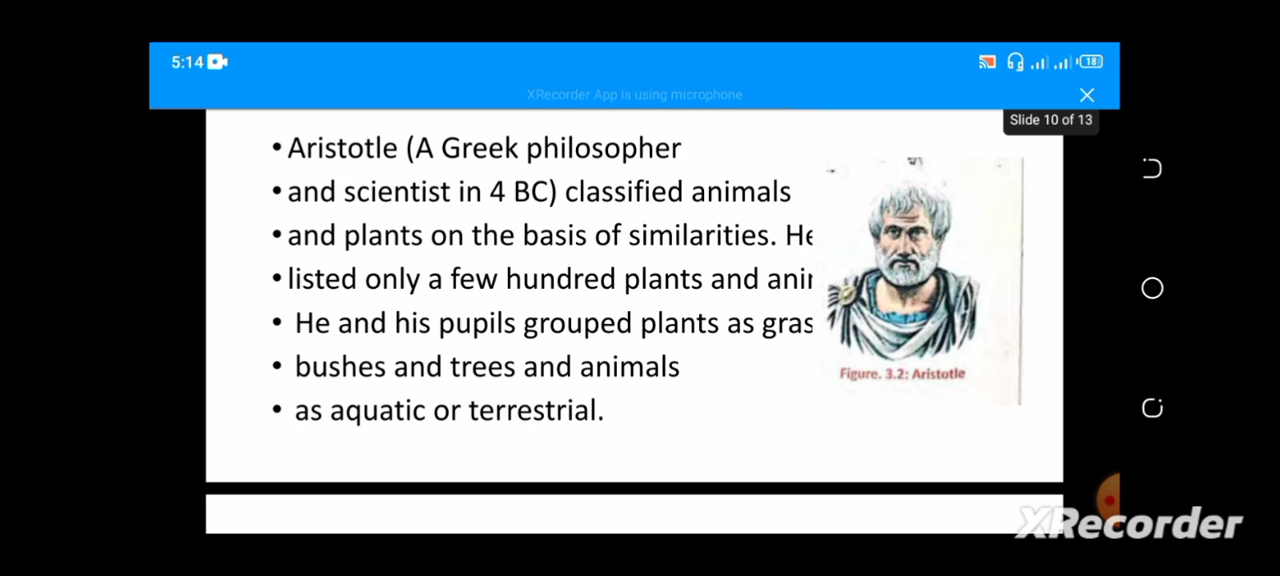 5:14
18
XRecorder App is using microphone
Slide 10 of 13
• Aristotle (A Greek philosopher
• and scientist in 4 BC) classified animals
• and plants on the basis of similarities. He
• listed only a few hundred plants and ani
• He and his pupils grouped plants as gras
• bushes and trees and animals
• as aquatic or terrestrial.
Figure. 3.2: Aristotle
XRecorder